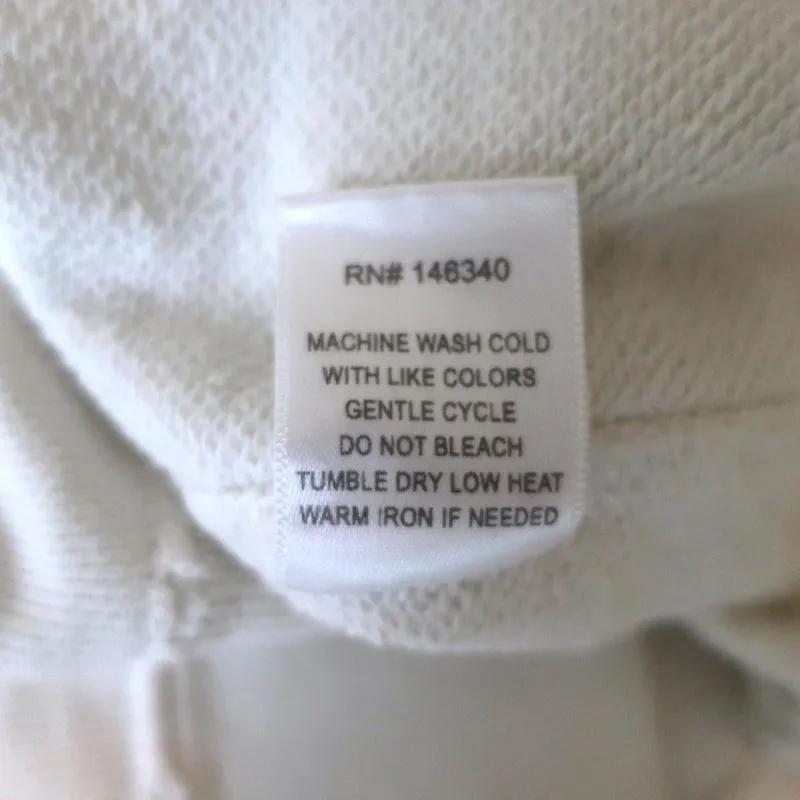 RN# 146340
MACHINE WASH COLD
WITH LIKE COLORS
GENTLE CYCLE
DO NOT BLEACH
TUMBLE DRY LOW HEAT
WARM IRON IF NEEDED